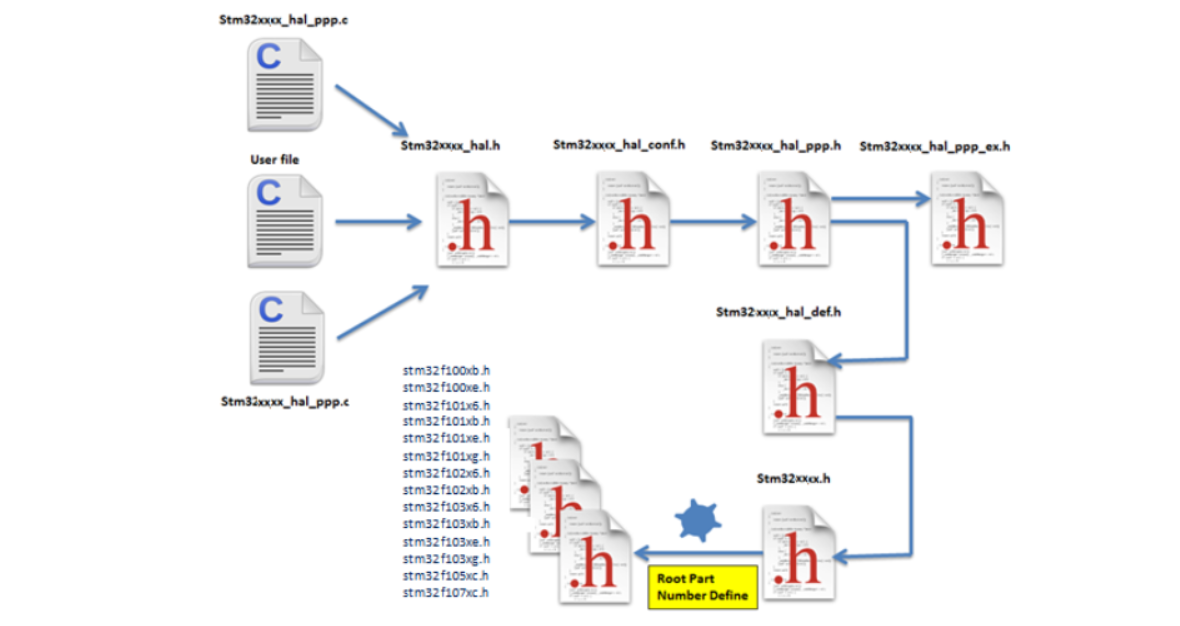 Stm32xxxx_hal_ppp.c
C
User file
C
C
Stm32xxxx_hal_ppp.c
Stm32xxxx_hal.h
.h
Stm32xxxx_hal_conf.h
.h
Stm32xxxx_hal_ppp.h
.h
Stm32xxxx_hal_ppp_ex.h
.h
Stm32xxxx_hal_def.h
.h
Stm32xxxx.h
.h
Root Part
Number Define
stm32f100xb.h
stm32f100xe.h
stm32f101x6.h
stm32f101xb.h
stm32f101xe.h
stm32f101xg.h
stm32f102x6.h
stm32f102xb.h
stm32f103x6.h
stm32f103xb.h
stm32f103xe.h
stm32f103xg.h
stm32f105xc.h
stm32f107xc.h
.h
.h
.h